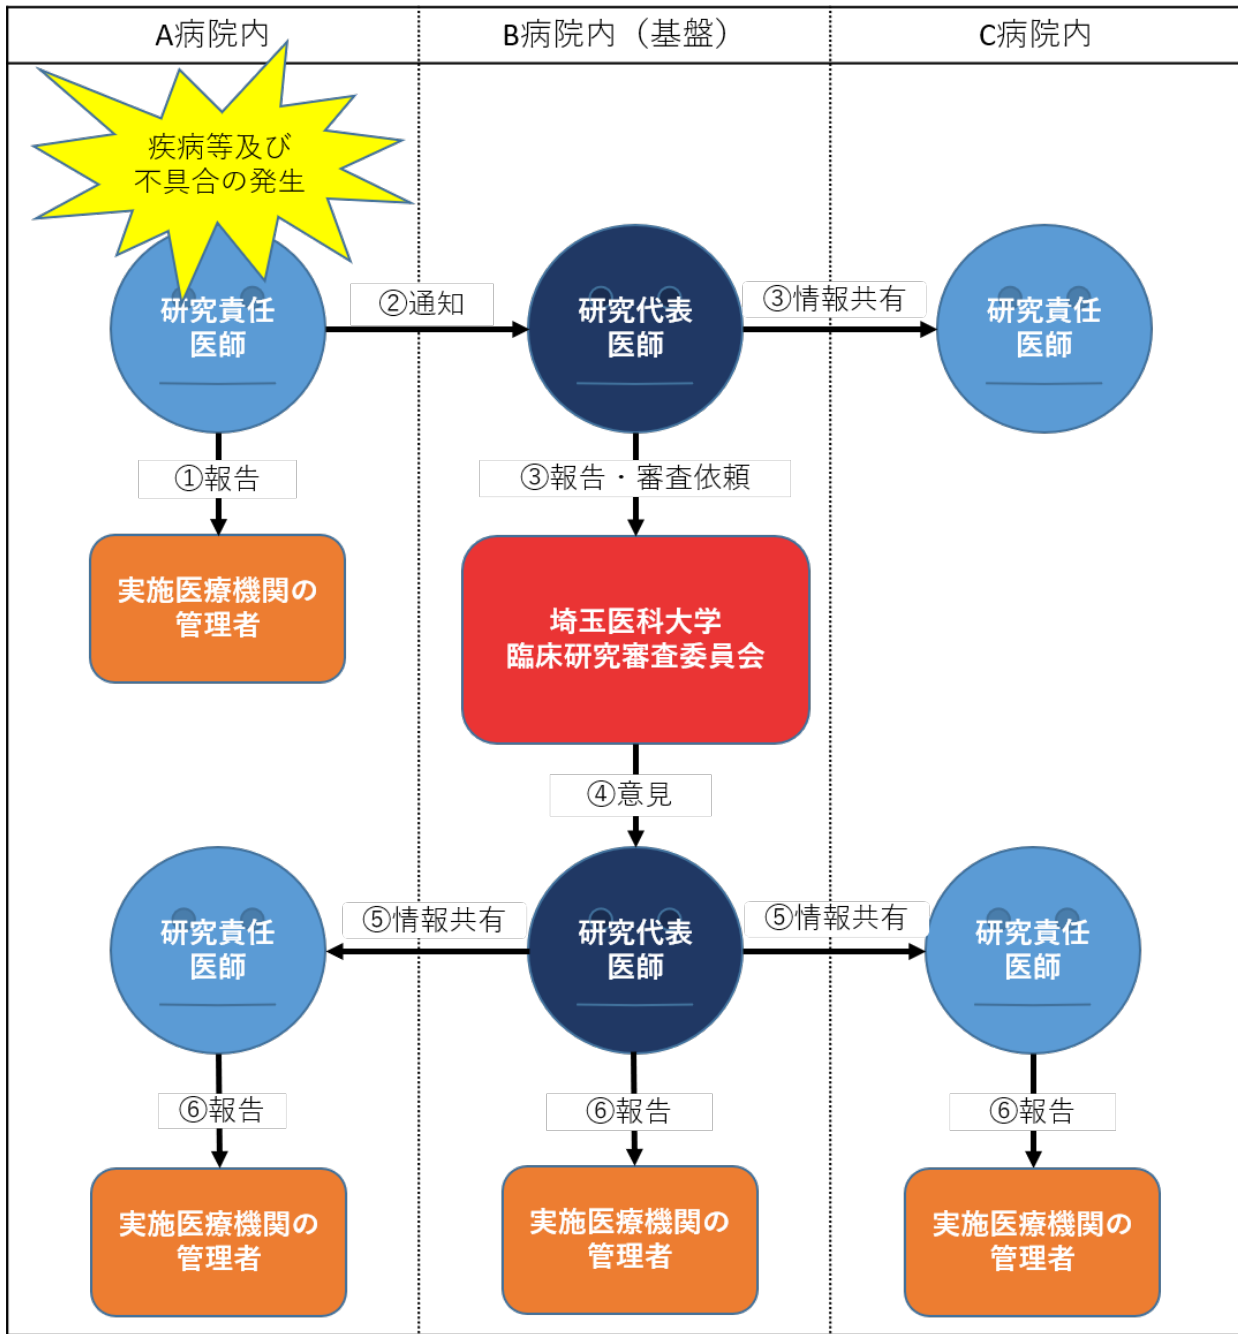 A病院内
B病院内（基盤）
C病院内
疾病等及び
不具合の発生
研究責任
医師
②通知
研究代表
医師
③情報共有
研究責任
医師
①報告
③報告・審査依頼
実施医療機関の
管理者
埼玉医科大学
臨床研究審査委員会
④意見
研究責任
医師
⑤情報共有
研究代表
医師
⑤情報共有
研究責任
医師
⑥報告
⑥報告
⑥報告
実施医療機関の
管理者
実施医療機関の
管理者
実施医療機関の
管理者